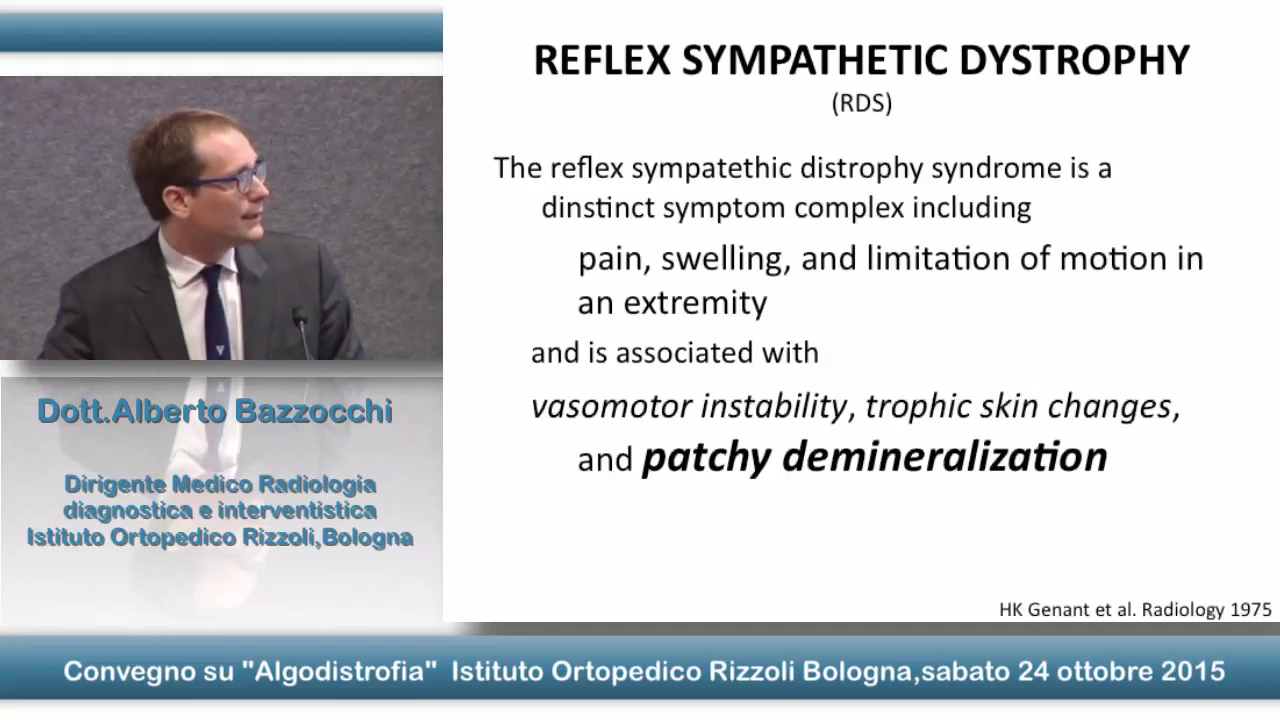 REFLEX SYMPATHETIC DYSTROPHY
(RDS)
The reflex sympatethic distrophy syndrome is a
dinstinct symptom complex including
pain, swelling, and limitation of motion in
an extremity
and is associated with
vasomotor instability, trophic skin changes,
and patchy demineralization
HK Genant et al. Radiology 1975
Dott.Alberto Bazzocchi
Dirigente Medico Radiologia
diagnostica e interventistica
Istituto Ortopedico Rizzoli,Bologna
Convegno su "Algodistrofia" Istituto Ortopedico Rizzoli Bologna,sabato 24 ottobre 2015